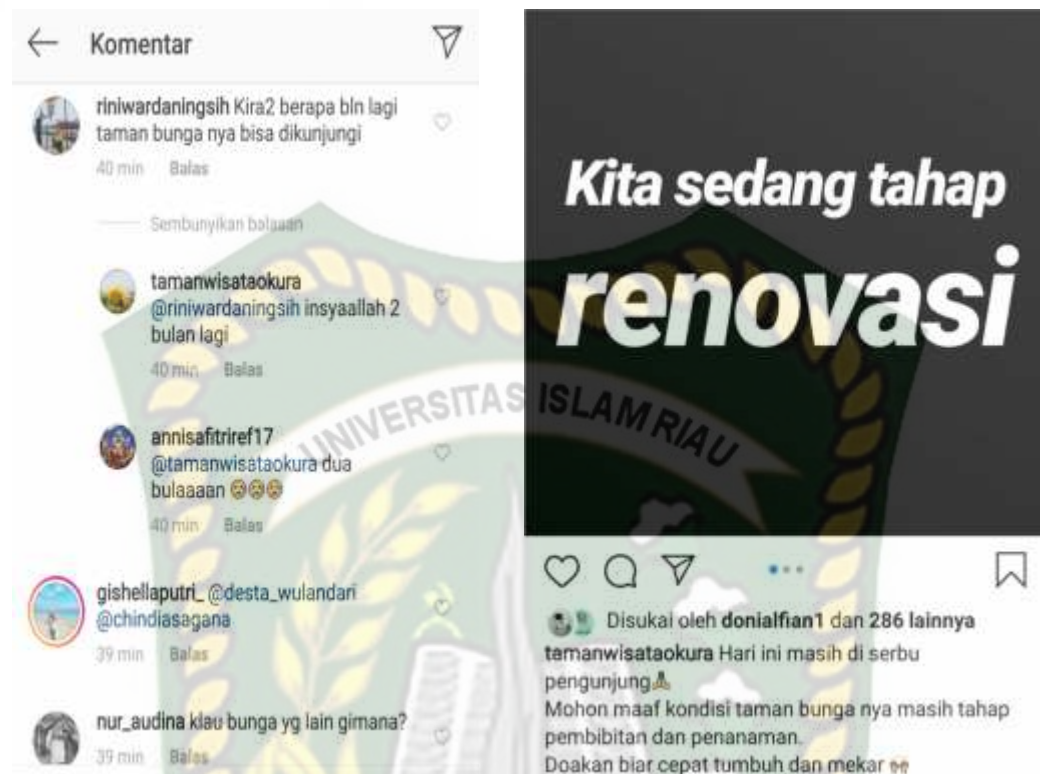 Komentar
riniwardaningsih Kira2 berapa bln lagi
taman bunga nya bisa dikunjungi
40 min Balas
Sembunyikan balasan
tamanwisataokura
@riniwardaningsih insyaallah 2
bulan lagi
40 min Balas
annisafitriref17
@tamanwisataokura dua
bulaaaan 😢😢😢
40 min Balas
gishellaputri_ @desta_wulandari
@chindiasagana
39 min Balas
nur_audina klau bunga yg lain gimana?
39 min Balas
Kita sedang tahap
renovasi
Disukai oleh donialfian1 dan 286 lainnya
tamanwisataokura Hari ini masih di serbu
pengunjung🙏
Mohon maaf kondisi taman bunga nya masih tahap
pembibitan dan penanaman.
Doakan biar cepat tumbuh dan mekar
UNIVERSITAS ISLAM RIAU